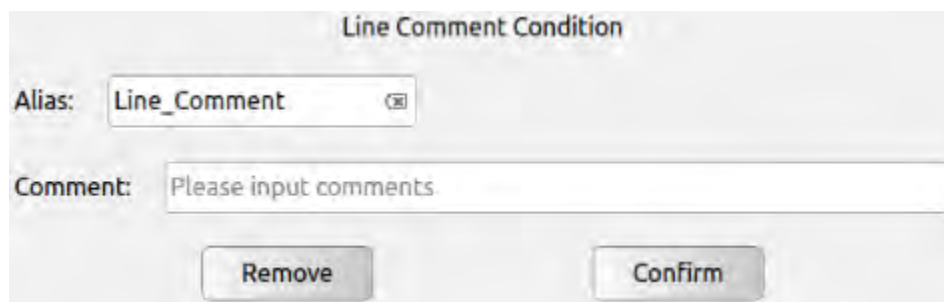 Line Comment Condition
Alias: Line_Comment
Comment: Please input comments
Remove Confirm